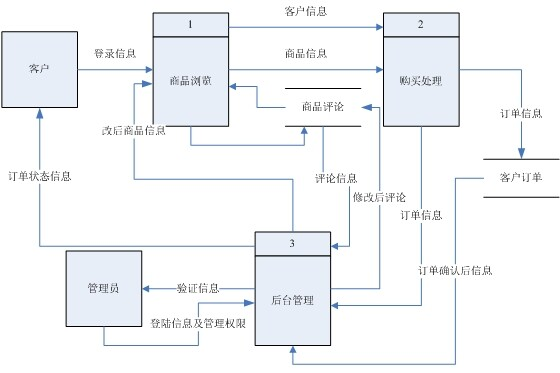 客户信息
1
2
登录信息
商品信息
客户
商品浏览
购买处理
商品评论
订单信息
改后商品信息
订单状态信息
评论信息
客户订单
修改后评论
订单信息
3
订单确认后信息
管理员
验证信息
后台管理
登陆信息及管理权限